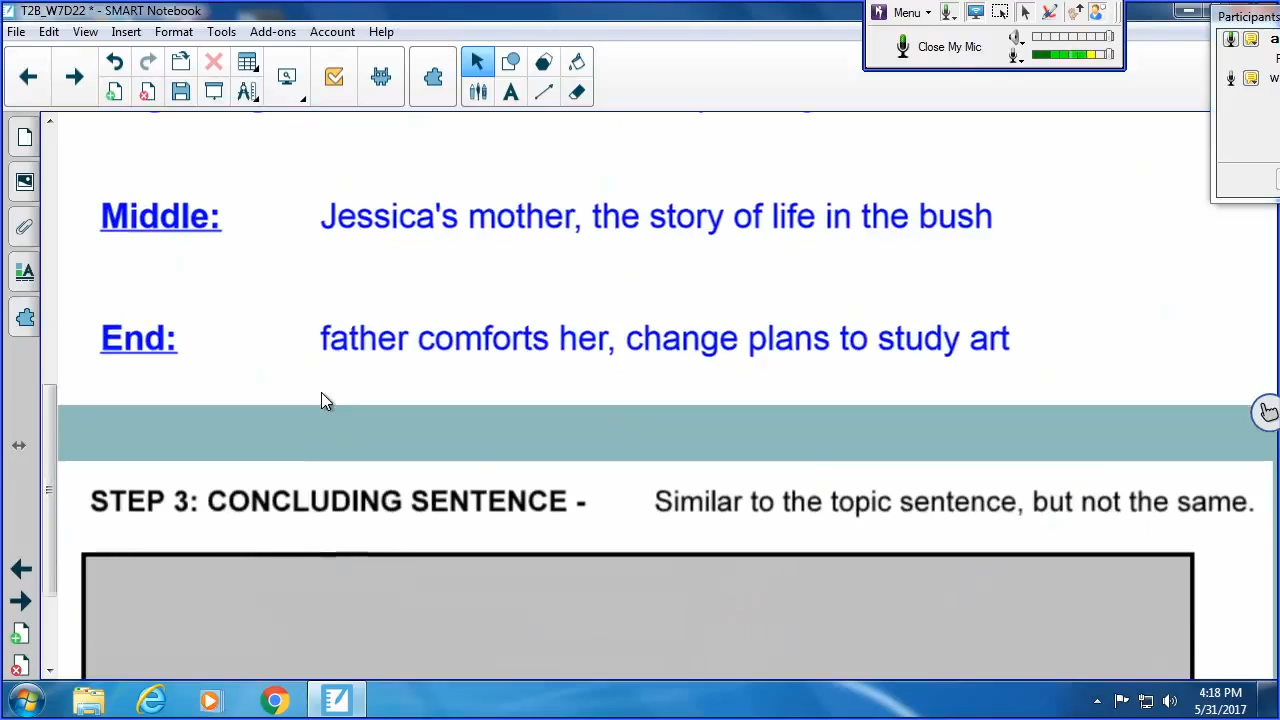 T2B_W7D22 * - SMART Notebook
File Edit View Insert Format Tools Add-ons Account Help
Menu
Close My Mic
Participants
Middle: Jessica's mother, the story of life in the bush
End: father comforts her, change plans to study art
STEP 3: CONCLUDING SENTENCE - Similar to the topic sentence, but not the same.
4:18 PM
5/31/2017